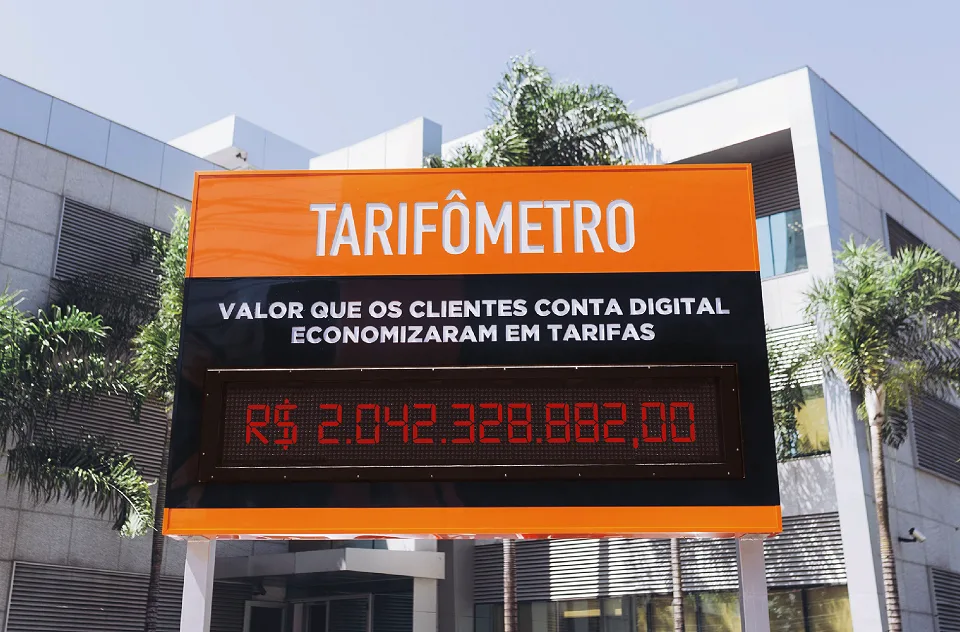 TARIFÔMETRO
VALOR QUE OS CLIENTES CONTA DIGITAL
ECONOMIZARAM EM TARIFAS
R$ 2.042.328.882,00